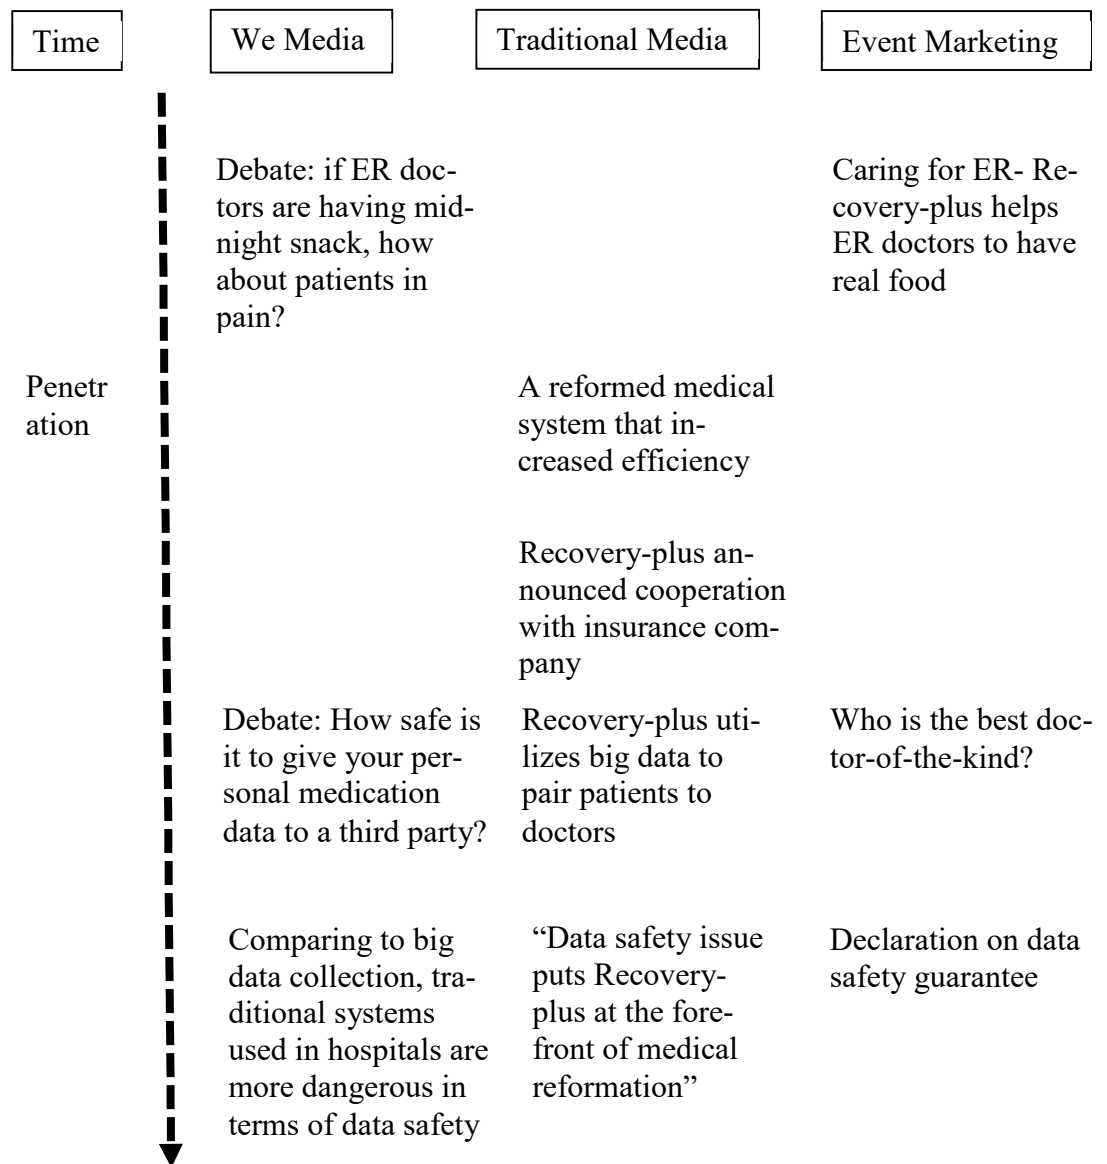 Time
We Media
Traditional Media
Event Marketing
Debate: if ER doc-
tors are having mid-
night snack, how
about patients in
pain?
Caring for ER- Re-
covery-plus helps
ER doctors to have
real food
Penetr
ation
A reformed medical
system that in-
creased efficiency
Recovery-plus an-
nounced cooperation
with insurance com-
pany
Debate: How safe is
it to give your per-
sonal medication
data to a third party?
Recovery-plus uti-
lizes big data to
pair patients to
doctors
Who is the best doc-
tor-of-the-kind?
Comparing to big
data collection, tra-
ditional systems
used in hospitals are
more dangerous in
terms of data safety
“Data safety issue
puts Recovery-
plus at the fore-
front of medical
reformation”
Declaration on data
safety guarantee